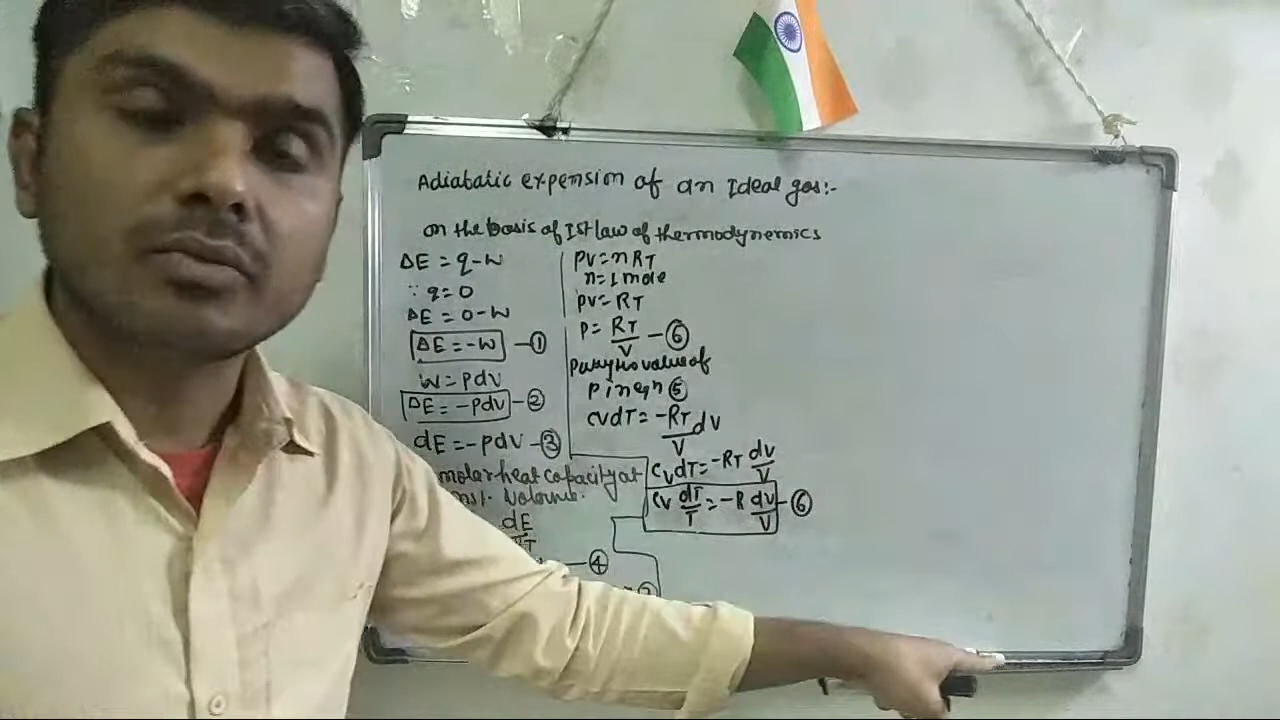 Adiabatic expension of an Ideal gas:-
on the basis of Ist law of thermodynemics
ΔE = q-W
∵ q=0
ΔE = 0-W
ΔE = -W —①
W = pdv
ΔE = -pdv —②
dE = -pdv —③
molar heat capacity at
Volume.
dE
④
PV = nRT
n=1 mole
PV = RT
P = RT/V —⑥
value of
P in eqn ⑤
CvdT = -RT/V dV
CvdT = -RT dv/V
Cv dT/T = -R dv/V —⑥